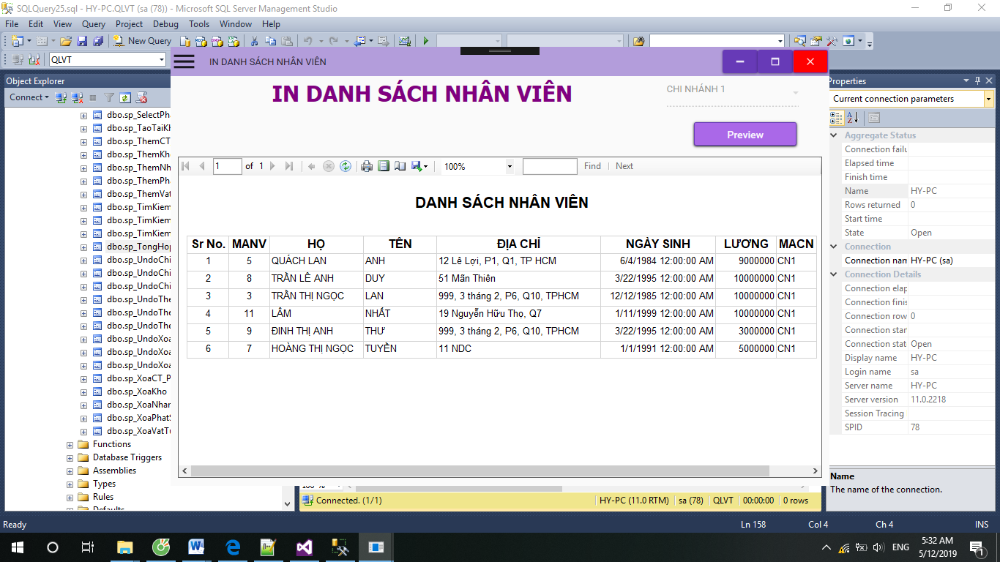 SQLQuery25.sql - HY-PC.QLVT (sa (78)) - Microsoft SQL Server Management Studio
File Edit View Query Project Debug Tools Window Help
New Query
QLVT
IN DANH SÁCH NHÂN VIÊN
Object Explorer
Connect
dbo.sp_SelectPha
dbo.sp_TaoTaiKh
dbo.sp_ThemCT
dbo.sp_ThemKho
dbo.sp_ThemNh
dbo.sp_ThemPha
dbo.sp_ThemVat
dbo.sp_TimKiem
dbo.sp_TimKiem
dbo.sp_TimKiem
dbo.sp_TongHop
dbo.sp_UndoChi
dbo.sp_UndoChi
dbo.sp_UndoChi
dbo.sp_UndoThe
dbo.sp_UndoThe
dbo.sp_UndoThe
dbo.sp_UndoXoa
dbo.sp_UndoXoa
dbo.sp_UndoXoa
dbo.sp_XoaCT_P
dbo.sp_XoaKho
dbo.sp_XoaNhan
dbo.sp_XoaPhatS
dbo.sp_XoaVatTu
Functions
Database Triggers
Assemblies
Types
Rules
Defaults
IN DANH SÁCH NHÂN VIÊN
CHI NHÁNH 1
Preview
1 of 1 100% Find | Next
DANH SÁCH NHÂN VIÊN
Sr No. MANV HỌ TÊN ĐỊA CHỈ NGÀY SINH LƯƠNG MACN
1 5 QUÁCH LAN ANH 12 Lê Lợi, P1, Q1, TP HCM 6/4/1984 12:00:00 AM 9000000 CN1
2 8 TRẦN LÊ ANH DUY 51 Mãn Thiên 3/22/1995 12:00:00 AM 10000000 CN1
3 3 TRẦN THỊ NGỌC LAN 999, 3 tháng 2, P6, Q10, TPHCM 12/12/1985 12:00:00 AM 10000000 CN1
4 11 LÂM NHẤT 19 Nguyễn Hữu Thọ, Q7 1/11/1999 12:00:00 AM 10000000 CN1
5 9 ĐINH THỊ ANH THƯ 999, 3 tháng 2, P6, Q10, TPHCM 3/22/1995 12:00:00 AM 3000000 CN1
6 7 HOÀNG THỊ NGỌC TUYỀN 11 NDC 1/1/1991 12:00:00 AM 5000000 CN1
100 %
Connected. (1/1) HY-PC (11.0 RTM) sa (78) QLVT 00:00:00 0 rows
Properties
Current connection parameters
Aggregate Status
Connection failu
Elapsed time
Finish time
Name HY-PC
Rows returned 0
Start time
State Open
Connection
Connection nam HY-PC (sa)
Connection Details
Connection elap
Connection finis
Connection row 0
Connection star
Connection stat Open
Display name HY-PC
Login name sa
Server name HY-PC
Server version 11.0.2218
Session Tracing
SPID 78
Name
The name of the connection.
Ready Ln 158 Col 4 Ch 4 INS
ENG
5:32 AM
5/12/2019
1